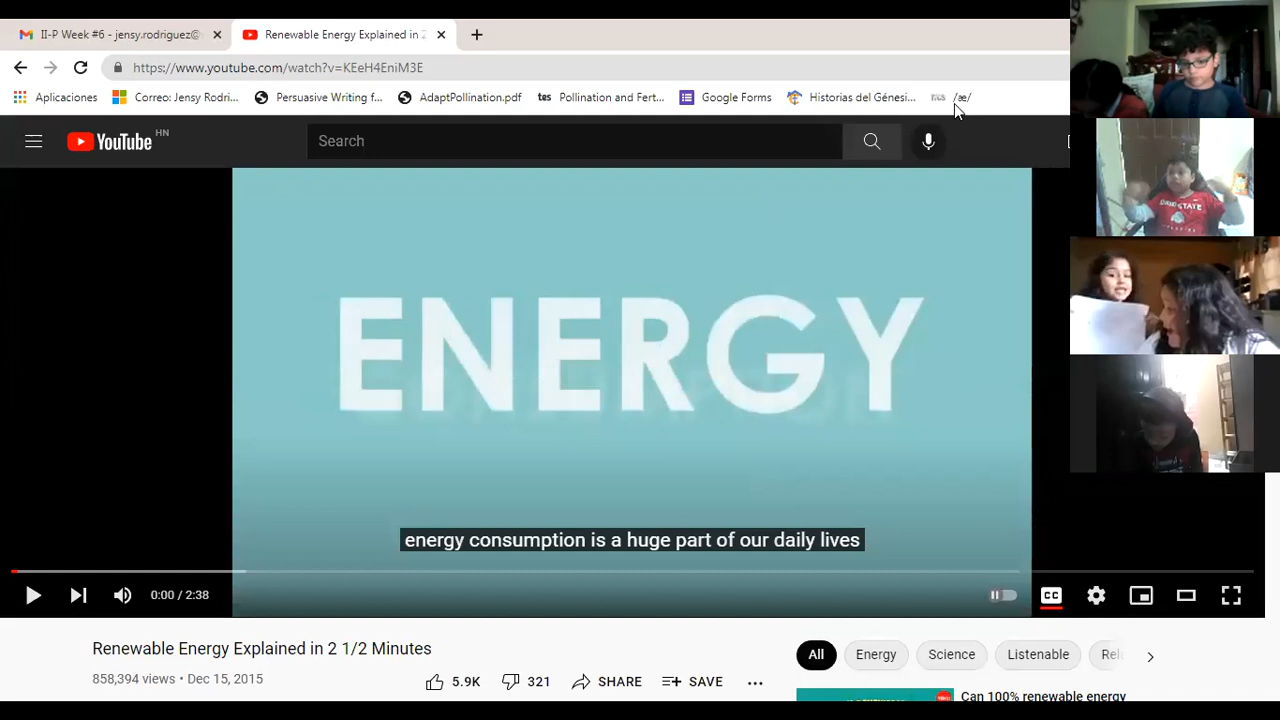 II-P Week #6 - jensy.rodriguez@
Renewable Energy Explained in 2
https://www.youtube.com/watch?v=KEeH4EniM3E
Aplicaciones
Correo: Jensy Rodri...
Persuasive Writing f...
AdaptPollination.pdf
tes Pollination and Fert...
Google Forms
Historias del Génesi...
/æ/
YouTube HN
Search
ENERGY
energy consumption is a huge part of our daily lives
0:00 / 2:38
CC
Renewable Energy Explained in 2 1/2 Minutes
All
Energy
Science
Listenable
858,394 views • Dec 15, 2015
5.9K
321
SHARE
SAVE
Can 100% renewable energy